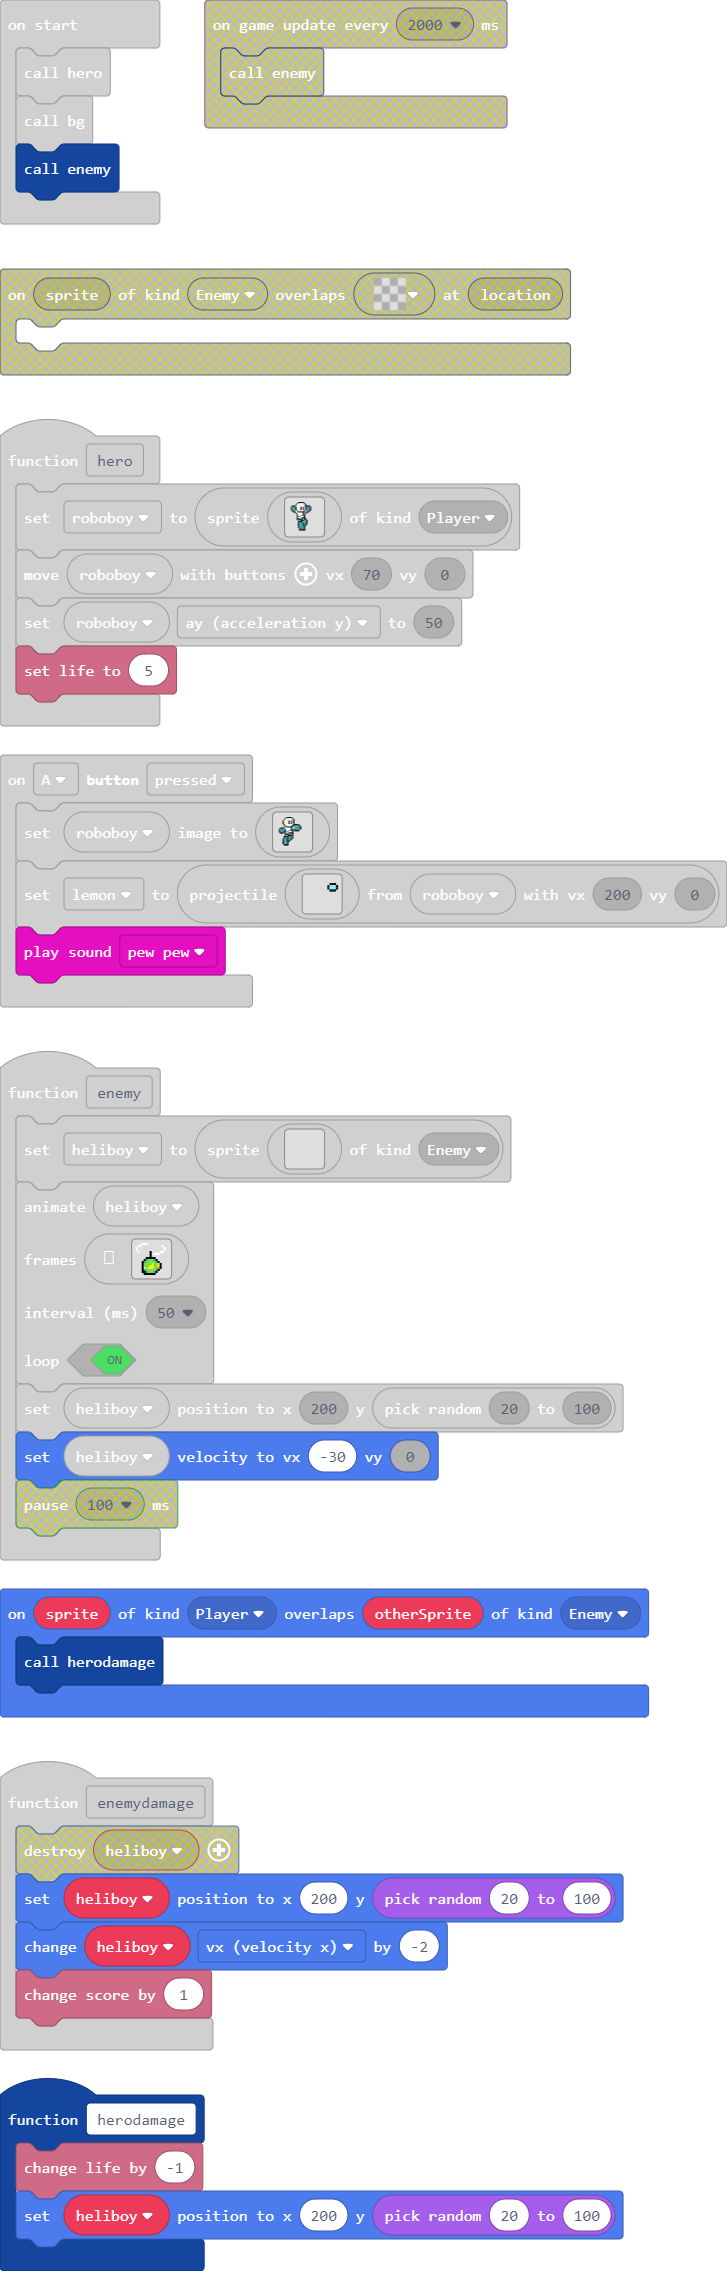 on start
call hero
call bg
call enemy
on game update every 2000 ms
call enemy
on sprite of kind Enemy overlaps at location
function hero
set roboboy to sprite of kind Player
move roboboy with buttons vx 70 vy 0
set roboboy ay (acceleration y) to 50
set life to 5
on A button pressed
set roboboy image to
set lemon to projectile from roboboy with vx 200 vy 0
play sound pew pew
function enemy
set heliboy to sprite of kind Enemy
animate heliboy
frames
interval (ms) 50
loop ON
set heliboy position to x 200 y pick random 20 to 100
set heliboy velocity to vx -30 vy 0
pause 100 ms
on sprite of kind Player overlaps otherSprite of kind Enemy
call herodamage
function enemydamage
destroy heliboy
set heliboy position to x 200 y pick random 20 to 100
change heliboy vx (velocity x) by -2
change score by 1
function herodamage
change life by -1
set heliboy position to x 200 y pick random 20 to 100